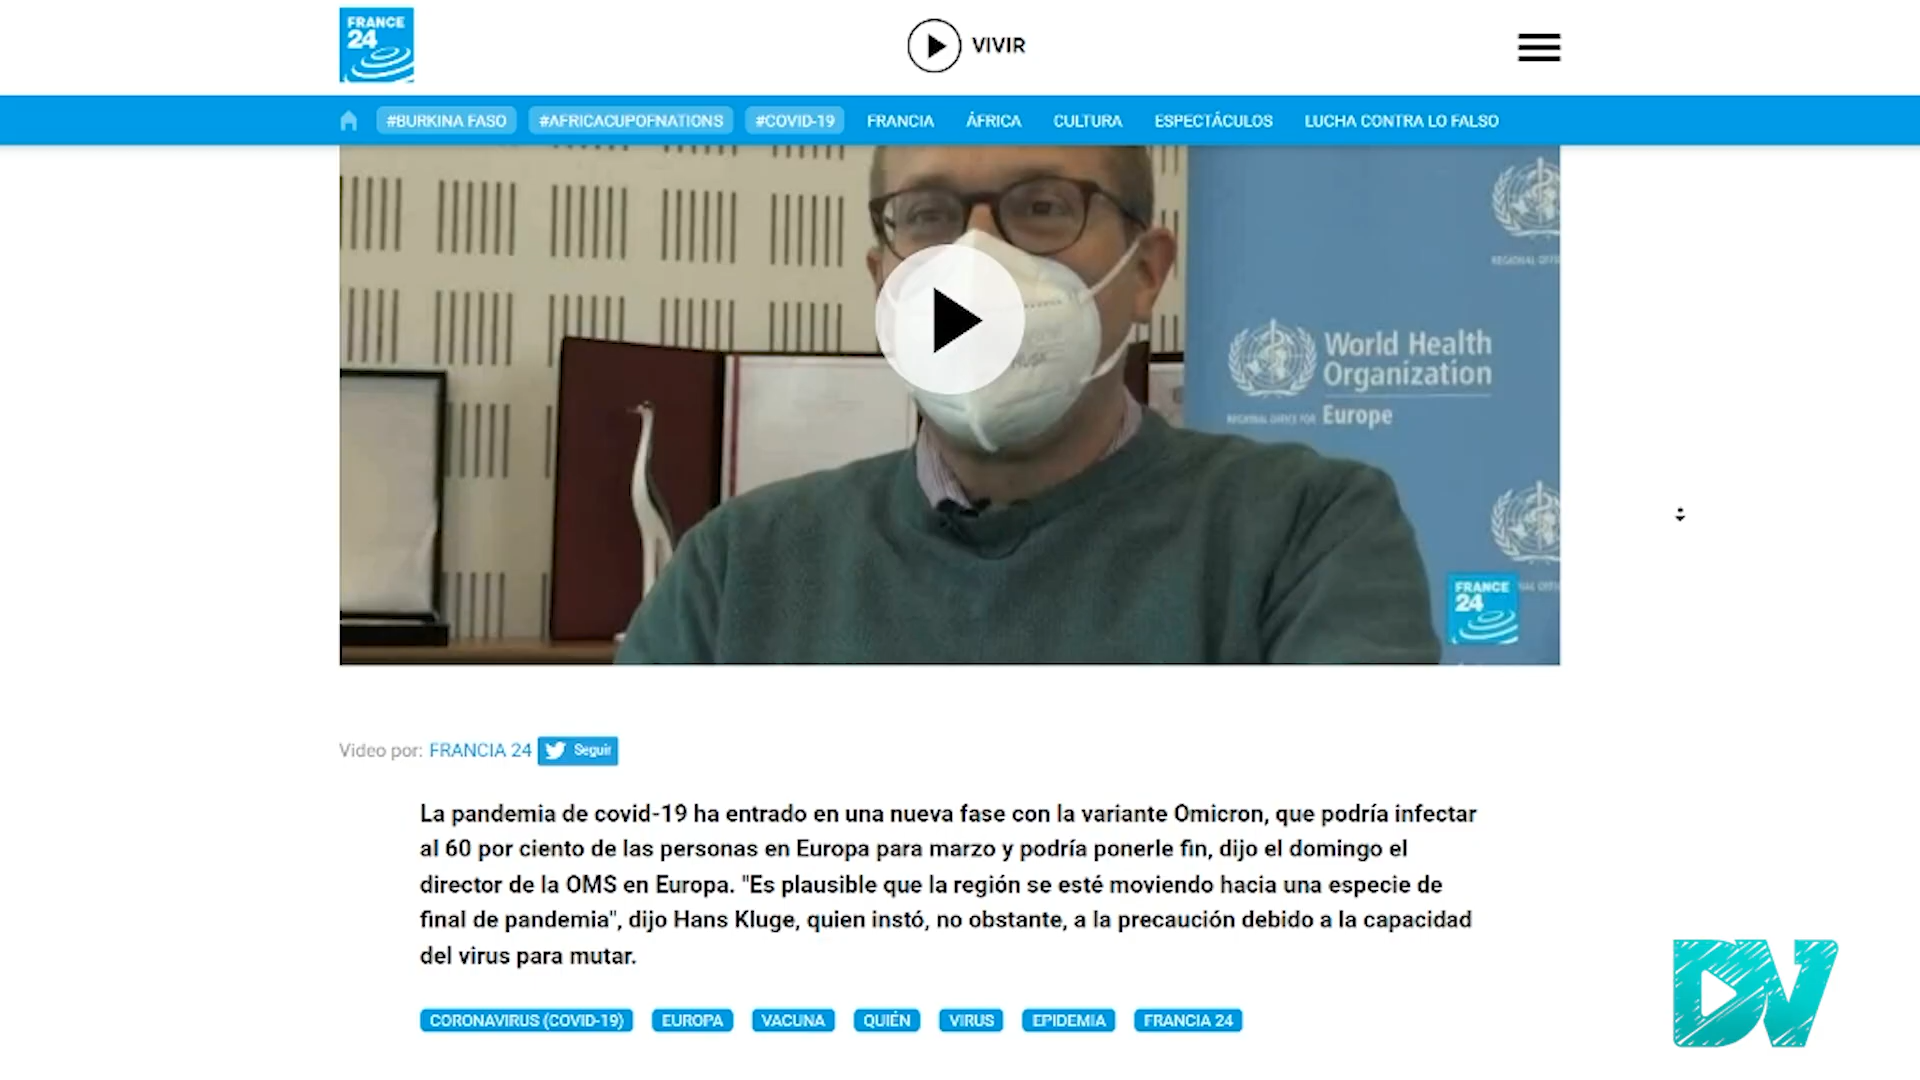 FRANCE
24
VIVIR
#BURKINA FASO #AFRICACUPOFNATIONS #COVID-19 FRANCIA ÁFRICA CULTURA ESPECTÁCULOS LUCHA CONTRA LO FALSO
REGIONAL
World Health
Organization
REGIONAL OFFICE FOR Europe
FRANCE
24
Video por: FRANCIA 24 Seguir
La pandemia de covid-19 ha entrado en una nueva fase con la variante Omicron, que podría infectar
al 60 por ciento de las personas en Europa para marzo y podría ponerle fin, dijo el domingo el
director de la OMS en Europa. "Es plausible que la región se esté moviendo hacia una especie de
final de pandemia", dijo Hans Kluge, quien instó, no obstante, a la precaución debido a la capacidad
del virus para mutar.
CORONAVIRUS (COVID-19) EUROPA VACUNA QUIÉN VIRUS EPIDEMIA FRANCIA 24
DV